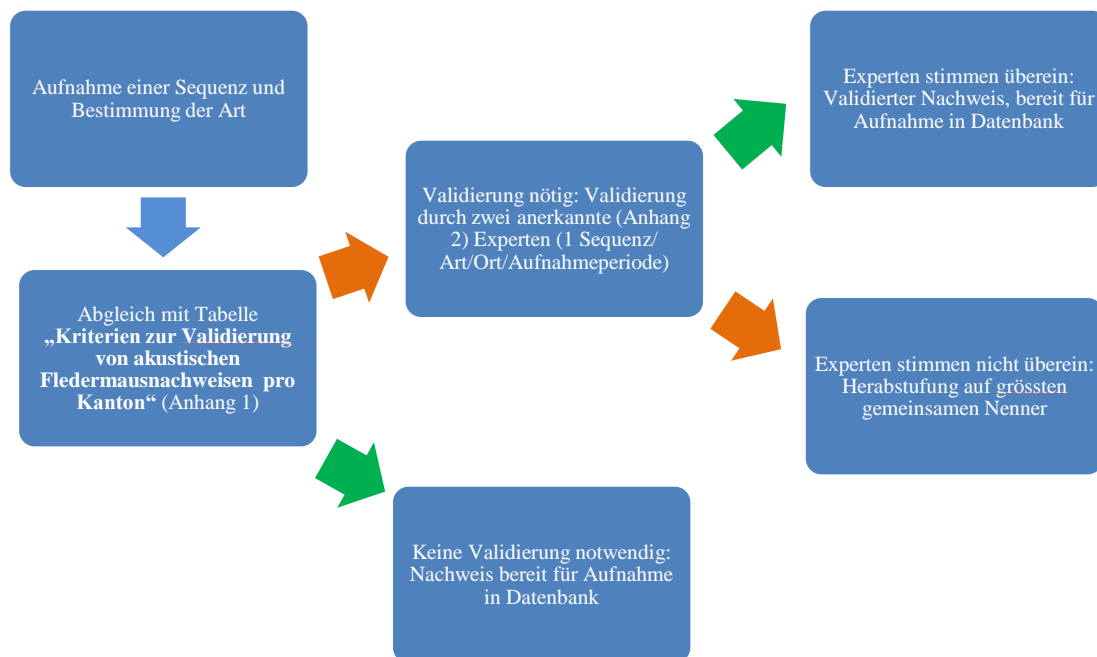 Aufnahme einer Sequenz und
Bestimmung der Art
Abgleich mit Tabelle
„Kriterien zur Validierung
von akustischen
Fledermausnachweisen pro
Kanton“ (Anhang 1)
Validierung nötig: Validierung
durch zwei anerkannte (Anhang
2) Experten (1 Sequenz/
Art/Ort/Aufnahmeperiode)
Keine Validierung notwendig:
Nachweis bereit für Aufnahme
in Datenbank
Experten stimmen überein:
Validierter Nachweis, bereit für
Aufnahme in Datenbank
Experten stimmen nicht überein:
Herabstufung auf grössten
gemeinsamen Nenner